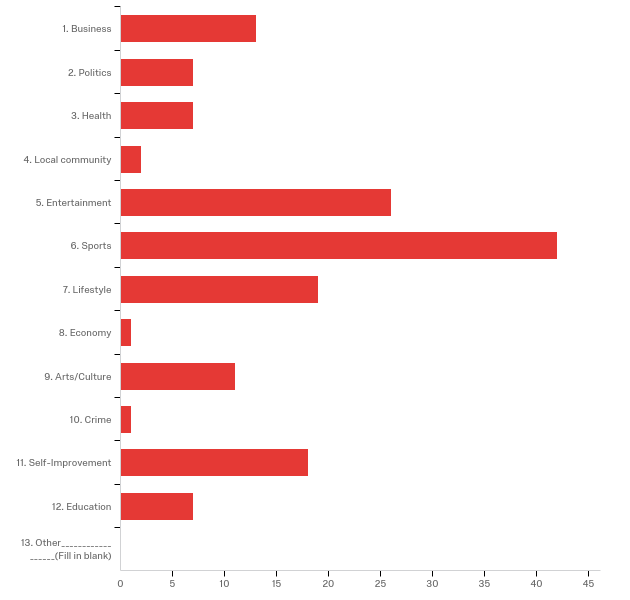 1. Business
2. Politics
3. Health
4. Local community
5. Entertainment
6. Sports
7. Lifestyle
8. Economy
9. Arts/Culture
10. Crime
11. Self-Improvement
12. Education
13. Other____________
______(Fill in blank)
0 5 10 15 20 25 30 35 40 45